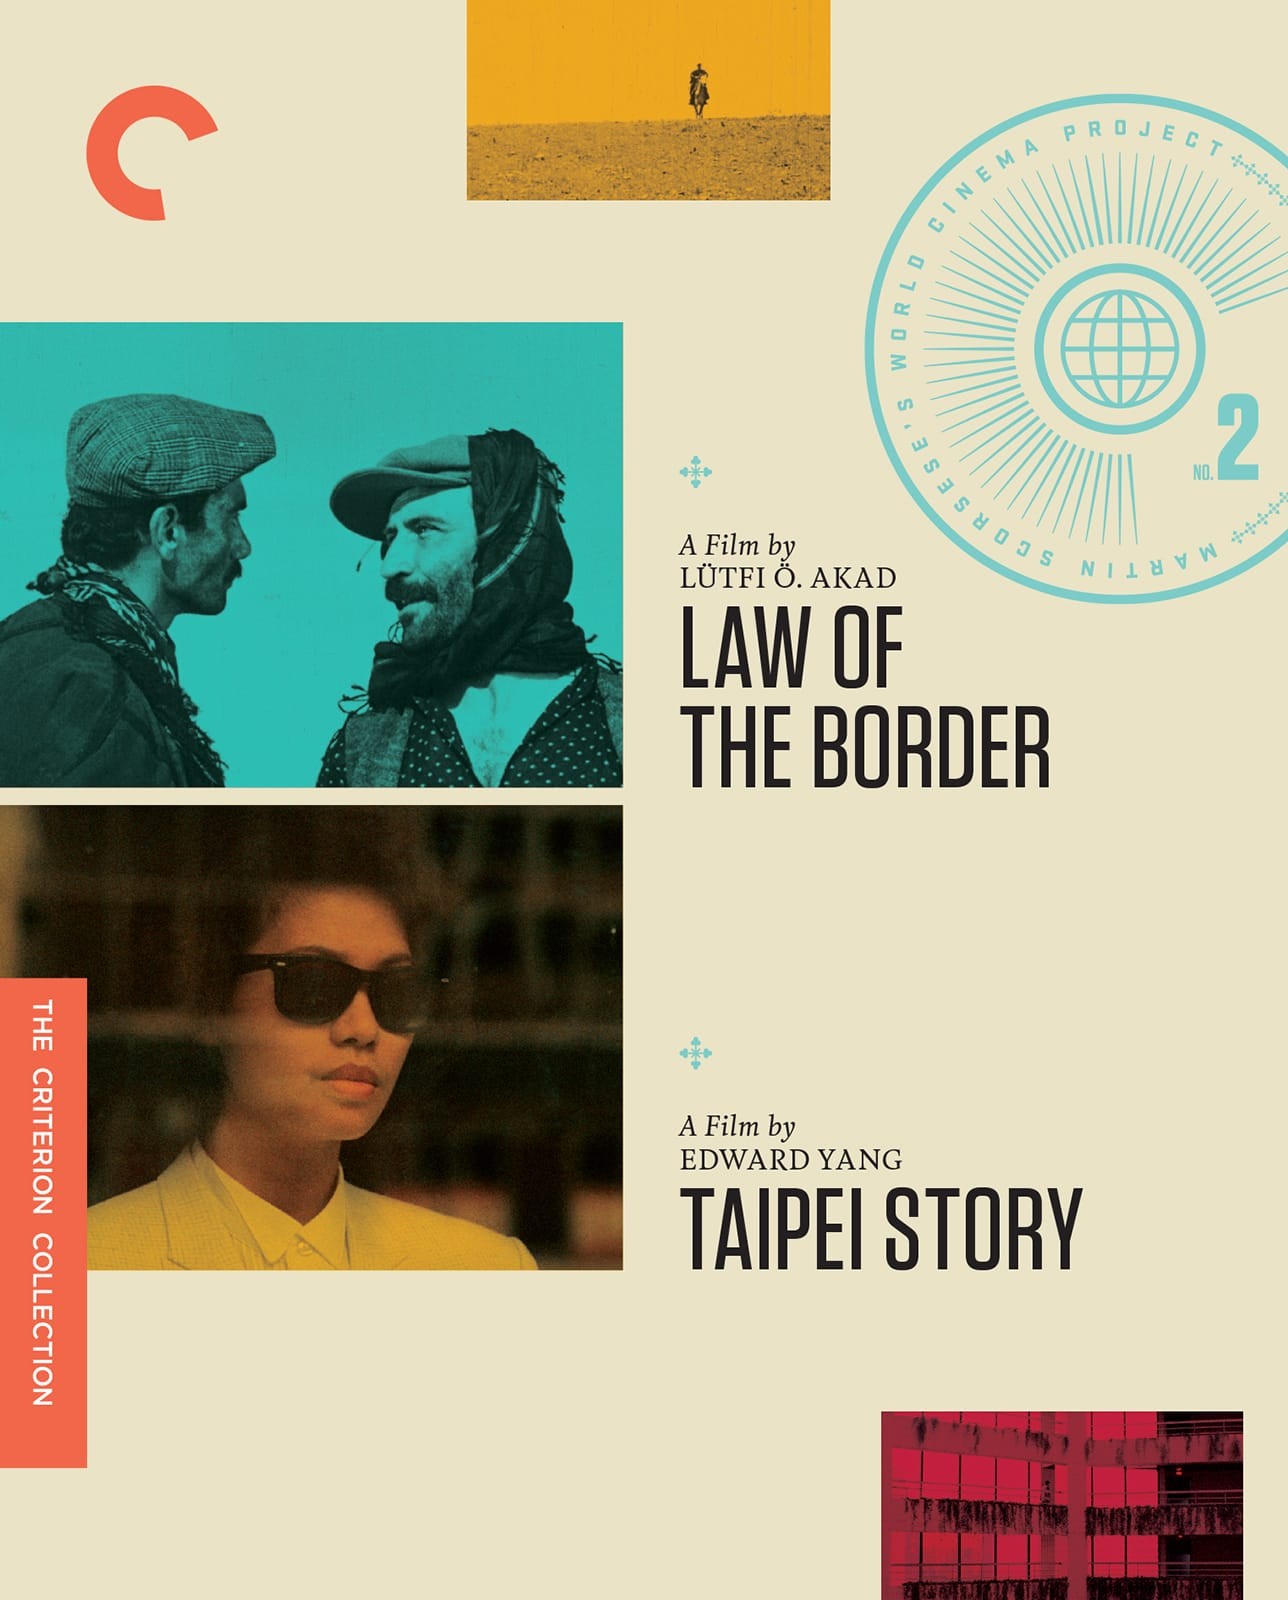 MARTIN SCORSESE'S WORLD CINEMA PROJECT
NO. 2
A Film by
LÜTFI Ö. AKAD
LAW OF
THE BORDER
A Film by
EDWARD YANG
TAIPEI STORY
THE CRITERION COLLECTION